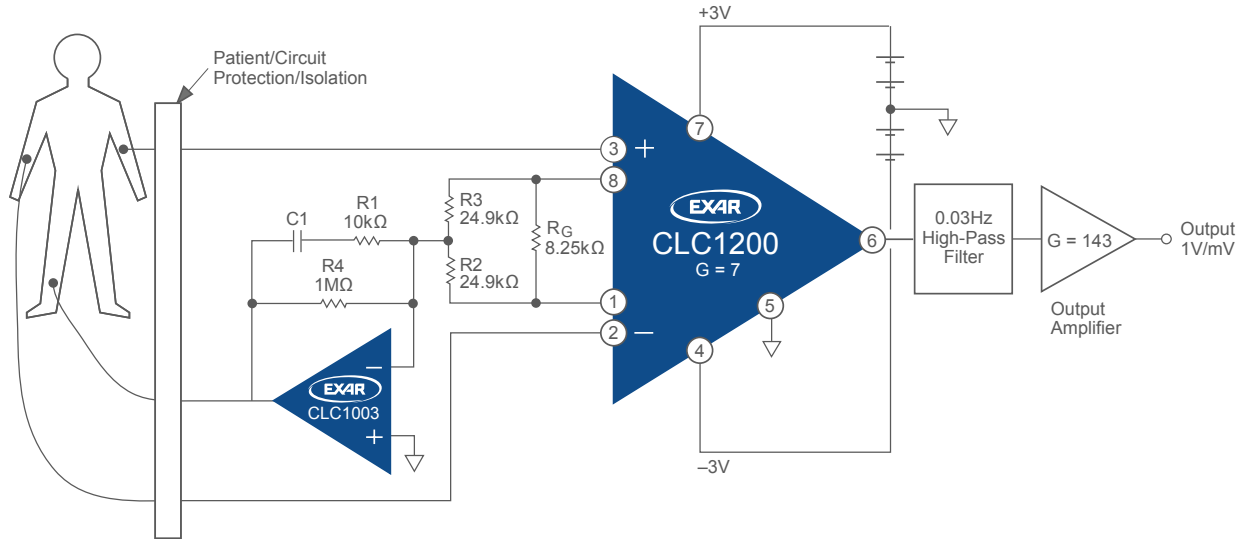 +3V
Patient/Circuit
Protection/Isolation
7
3
+
8
C1
R1
10kΩ
R3
24.9kΩ
RG
8.25kΩ
R4
1MΩ
R2
24.9kΩ
EXAR
CLC1200
G = 7
6
0.03Hz
High-Pass
Filter
G = 143
Output
1V/mV
1
2
–
5
4
Output
Amplifier
–
EXAR
CLC1003
+
–3V